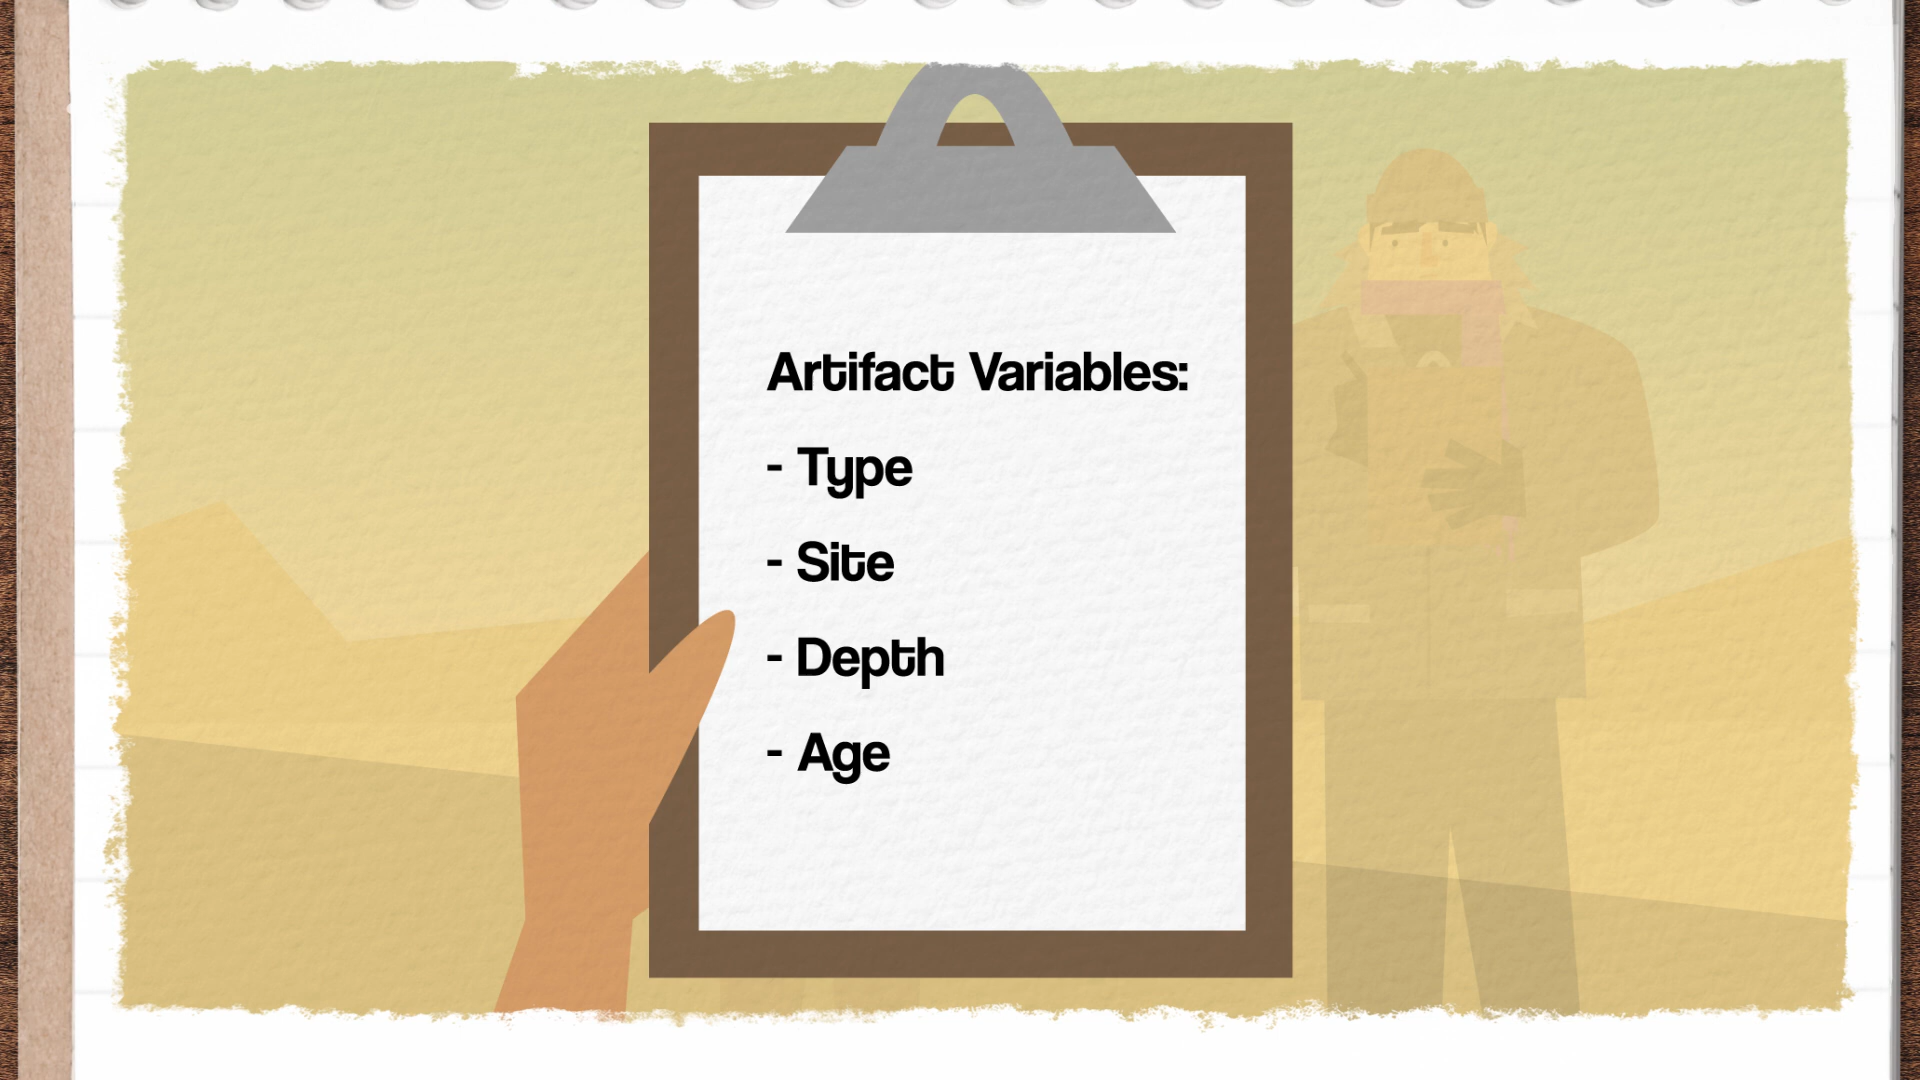 Artifact Variables:
- Type
- Site
- Depth
- Age